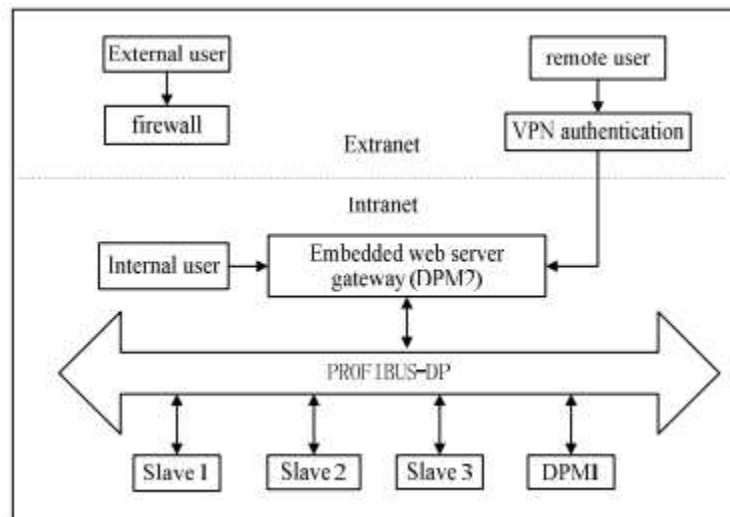 External user
remote user
firewall
VPN authentication
Extranet
Intranet
Internal user
Embedded web server
gateway (DPM2)
PROFIBUS-DP
Slave 1
Slave 2
Slave 3
DPM1